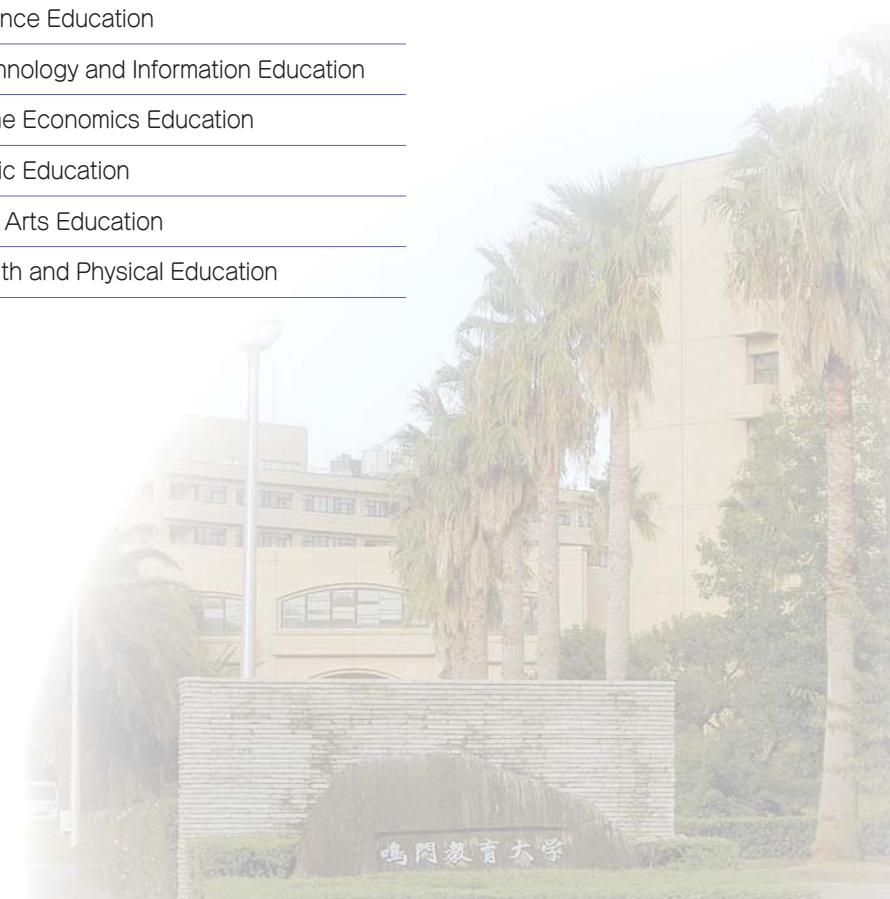 nce Education
hnology and Information Education
ne Economics Education
ic Education
Arts Education
th and Physical Education
鳴門教育大学